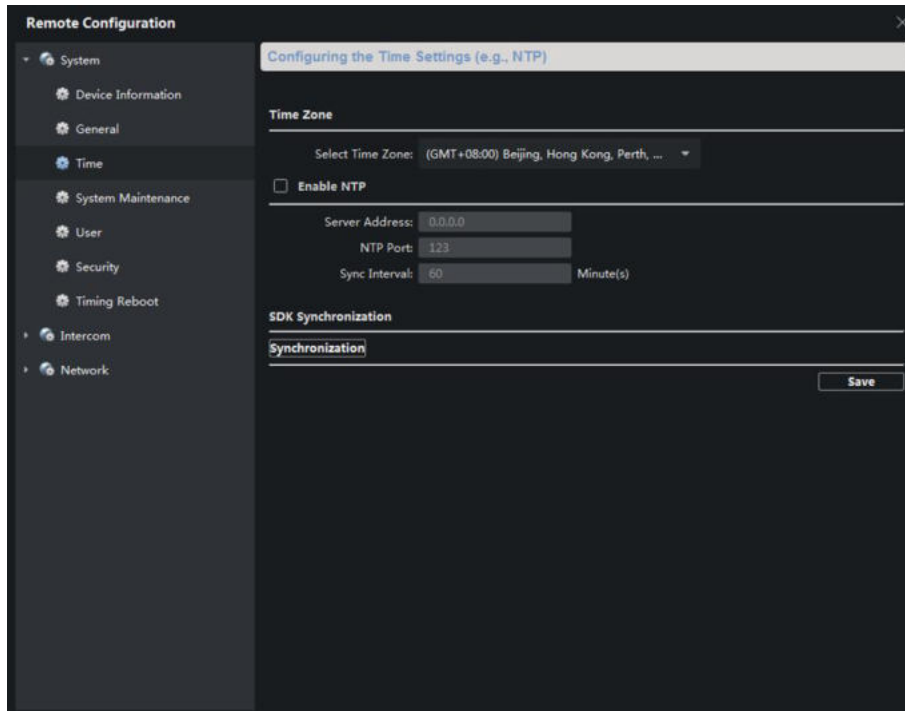 Remote Configuration
System
Device Information
General
Time
System Maintenance
User
Security
Timing Reboot
Intercom
Network
Configuring the Time Settings (e.g., NTP)
Time Zone
Select Time Zone: (GMT+08:00) Beijing, Hong Kong, Perth, ...
Enable NTP
Server Address: 0.0.0.0
NTP Port: 123
Sync Interval: 60 Minute(s)
SDK Synchronization
Synchronization
Save